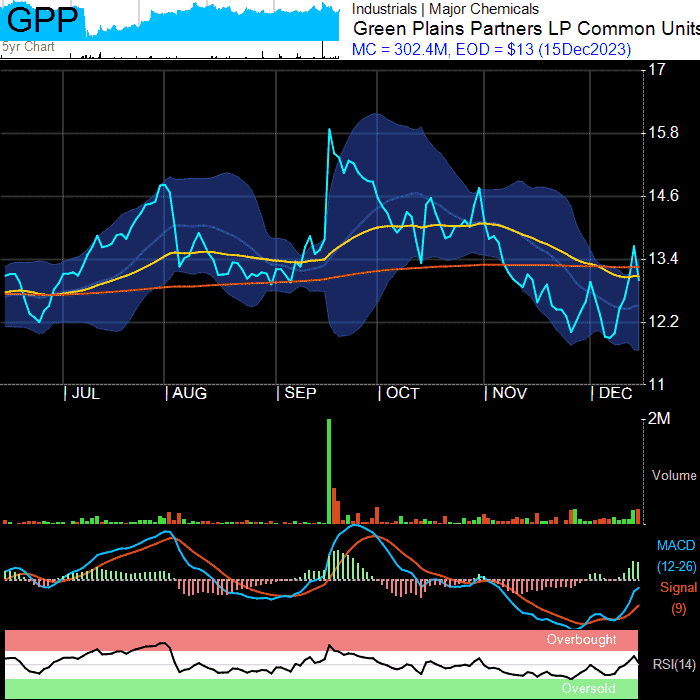 GPP
5yr Chart
Industrials | Major Chemicals
Green Plains Partners LP Common Units
MC = 302.4M, EOD = $13 (15Dec2023)
17
15.8
14.6
13.4
12.2
11
| JUL | AUG | SEP | OCT | NOV | DEC
2M
Volume
MACD
(12-26)
Signal
(9)
Overbought
RSI(14)
Oversold